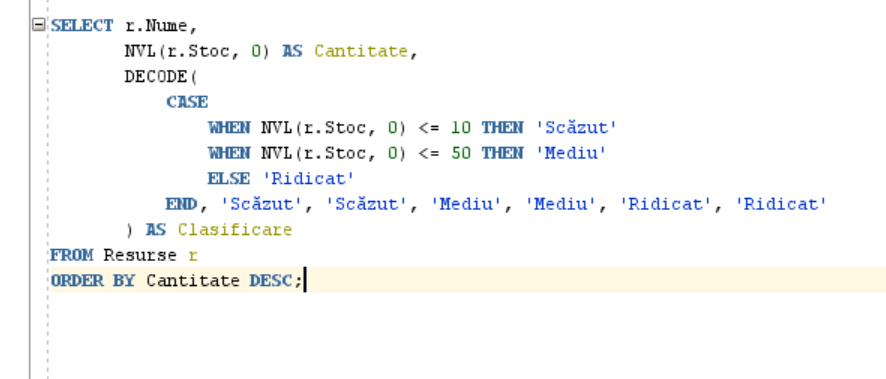 SELECT r.Nume,
NVL(r.Stoc, 0) AS Cantitate,
DECODE(
CASE
WHEN NVL(r.Stoc, 0) <= 10 THEN 'Scăzut'
WHEN NVL(r.Stoc, 0) <= 50 THEN 'Mediu'
ELSE 'Ridicat'
END, 'Scăzut', 'Scăzut', 'Mediu', 'Mediu', 'Ridicat', 'Ridicat'
) AS Clasificare
FROM Resurse r
ORDER BY Cantitate DESC;